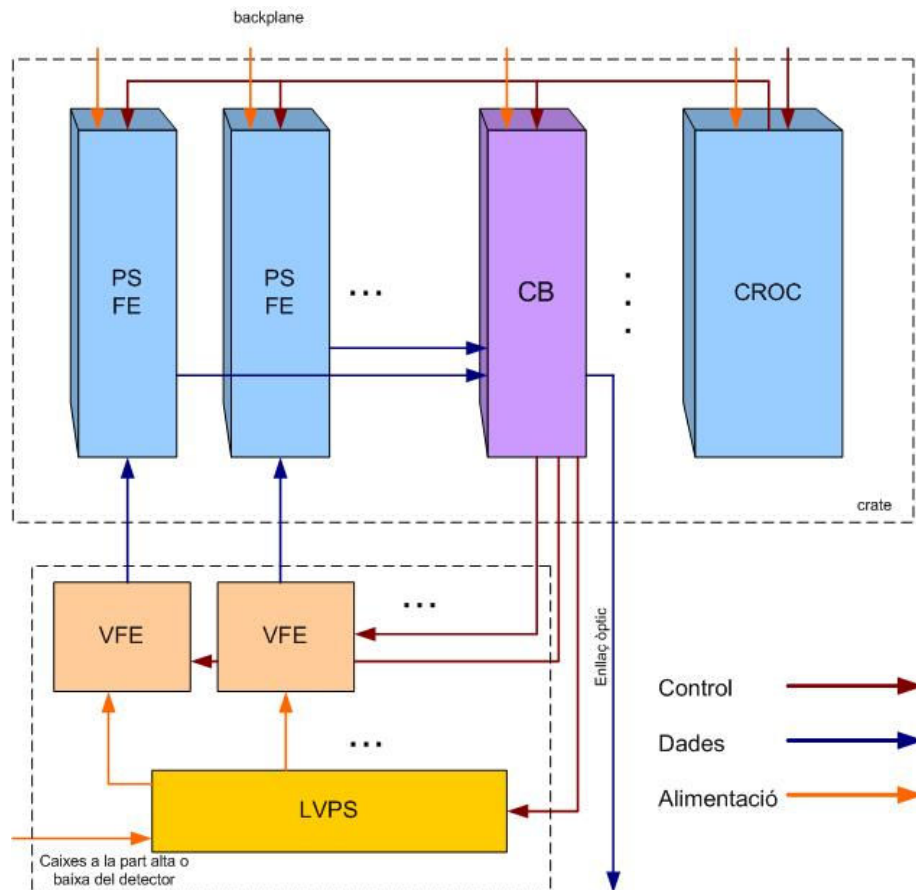 backplane
PS
FE
PS
FE
...
CB
...
CROC
crate
VFE
VFE
...
Enllaç òptic
Control
Dades
Alimentació
...
LVPS
Caixes a la part alta o
baixa del detector